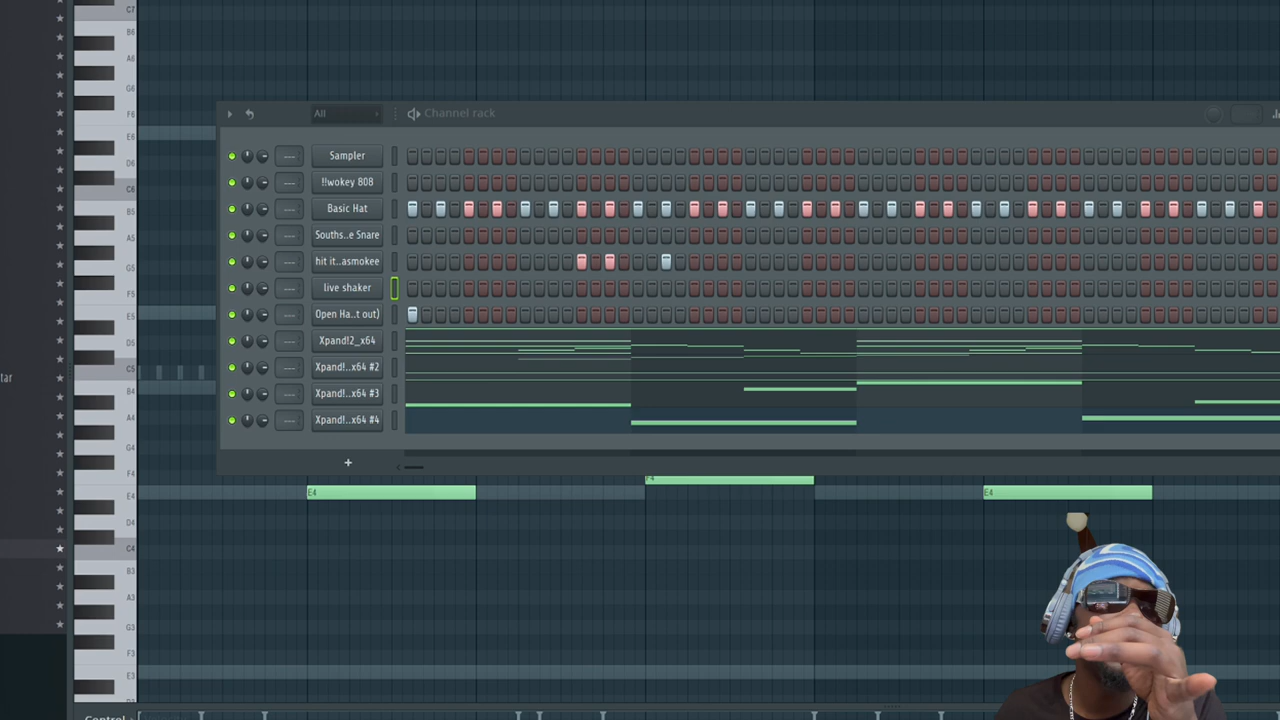 C7
B6
A6
G6
F6
E6
D6
C6
B5
A5
G5
F5
E5
D5
C5
B4
A4
G4
F4
E4
D4
C4
B3
A3
G3
F3
E3
tar
All
Channel rack
Sampler
!!wokey 808
Basic Hat
Souths..e Snare
hit it..asmokee
live shaker
Open Ha..t out)
Xpand!2_x64
Xpand!..x64 #2
Xpand!..x64 #3
Xpand!..x64 #4
+
E4
F4
E4
Control